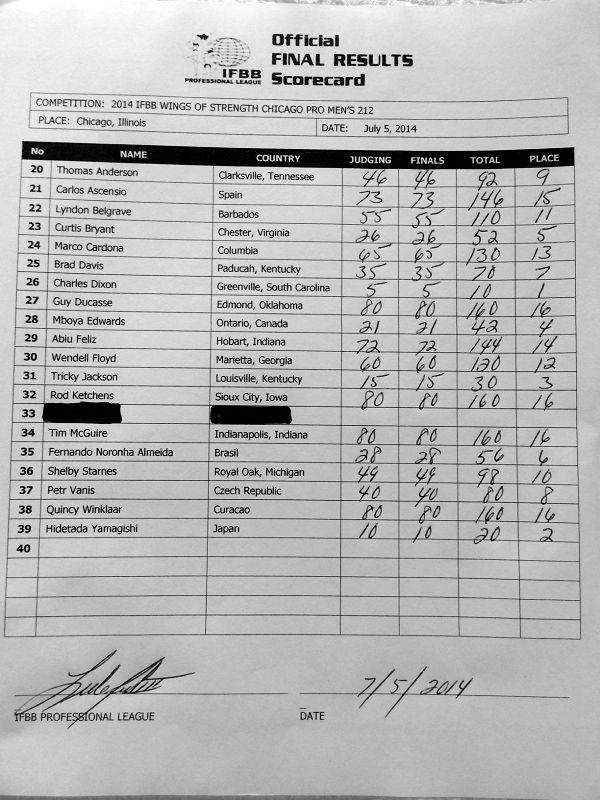 Official
FINAL RESULTS
Scorecard
IFBB
PROFESSIONAL LEAGUE
COMPETITION: 2014 IFBB WINGS OF STRENGTH CHICAGO PRO MEN'S 212
PLACE: Chicago, Illinois DATE: July 5, 2014
No NAME COUNTRY JUDGING FINALS TOTAL PLACE
20 Thomas Anderson Clarksville, Tennessee 46 46 92 9
21 Carlos Ascensio Spain 73 73 146 15
22 Lyndon Belgrave Barbados 55 55 110 11
23 Curtis Bryant Chester, Virginia 26 26 52 5
24 Marco Cardona Columbia 65 65 130 13
25 Brad Davis Paducah, Kentucky 35 35 70 7
26 Charles Dixon Greenville, South Carolina 5 5 10 1
27 Guy Ducasse Edmond, Oklahoma 80 80 160 16
28 Mboya Edwards Ontario, Canada 21 21 42 4
29 Abiu Feliz Hobart, Indiana 72 72 144 14
30 Wendell Floyd Marietta, Georgia 60 60 120 12
31 Tricky Jackson Louisville, Kentucky 15 15 30 3
32 Rod Ketchens Sioux City, Iowa 80 80 160 16
33
34 Tim McGuire Indianapolis, Indiana 80 80 160 16
35 Fernando Noronha Almeida Brasil 28 28 56 6
36 Shelby Starnes Royal Oak, Michigan 49 49 98 10
37 Petr Vanis Czech Republic 40 40 80 8
38 Quincy Winklaar Curacao 80 80 160 16
39 Hidetada Yamagishi Japan 10 10 20 2
40
7/5/2014
IFBB PROFESSIONAL LEAGUE DATE